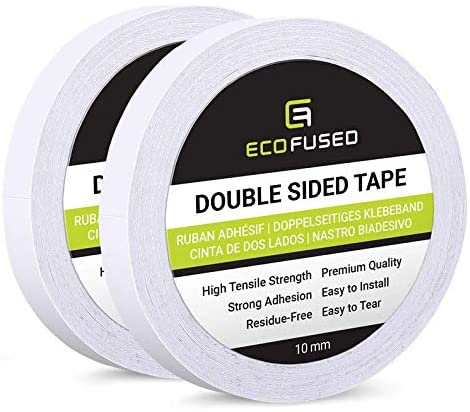 ECOFUSED
DOUBLE SIDED TAPE
RUBAN ADHÉSIF | DOPPELSEITIGES KLEBEBAND
CINTA DE DOS LADOS | NASTRO BIADESIVO
High Tensile Strength Premium Quality
Strong Adhesion Easy to Install
Residue-Free Easy to Tear
10 mm